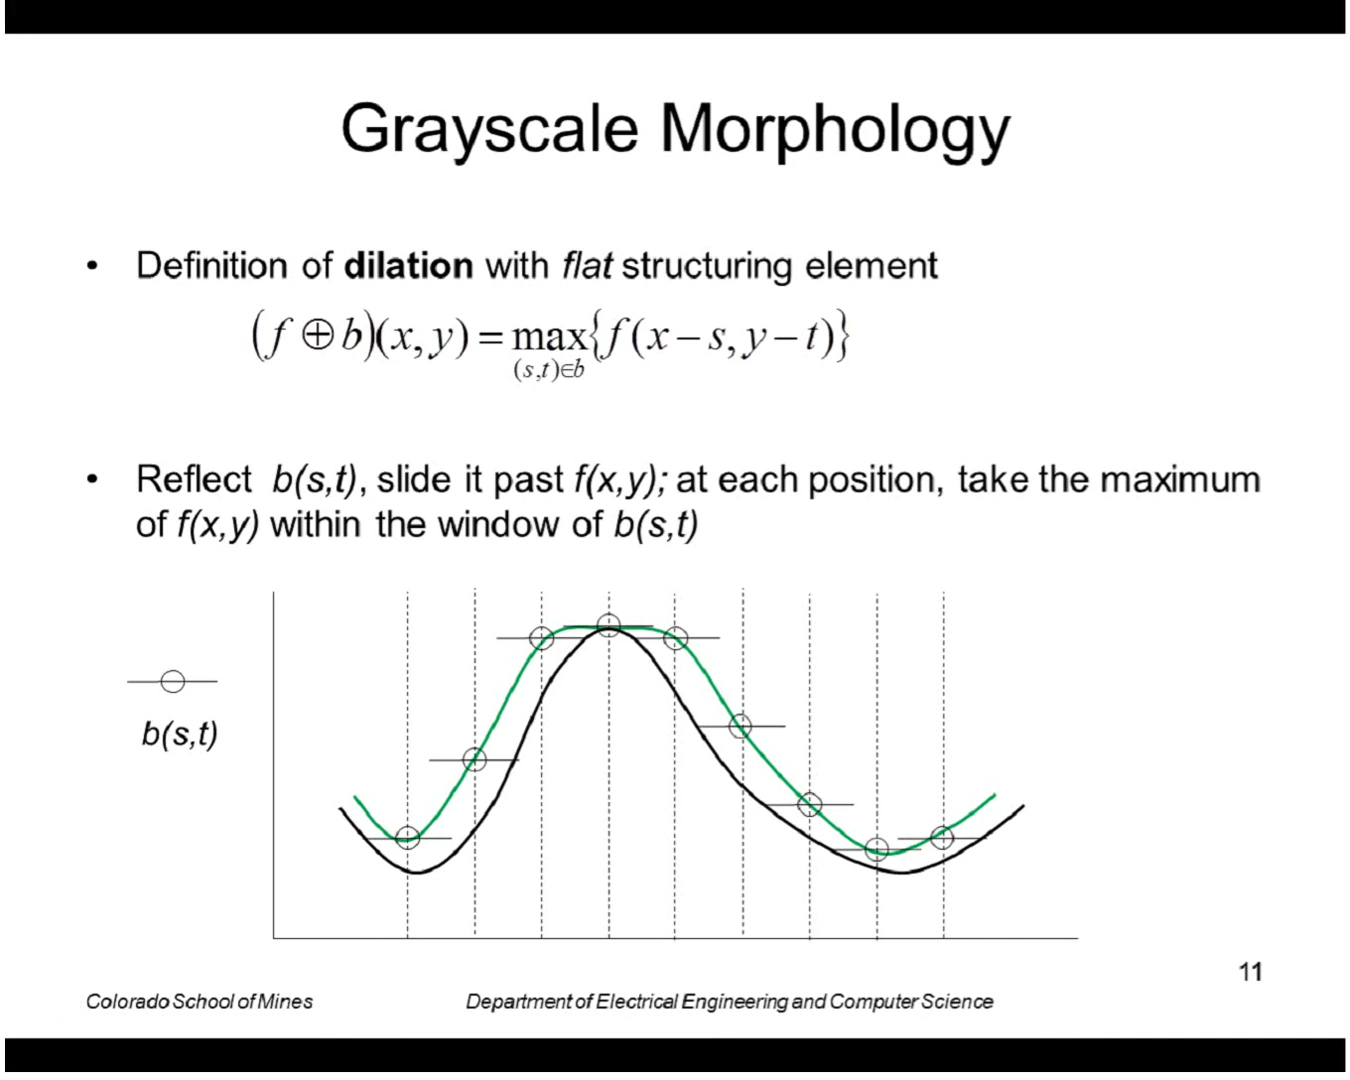 Grayscale Morphology
• Definition of dilation with flat structuring element
(f ⊕ b)(x, y) = max{f(x − s, y − t)}
(s,t)∈b
• Reflect b(s,t), slide it past f(x,y); at each position, take the maximum
of f(x,y) within the window of b(s,t)
b(s,t)
11
Colorado School of Mines Department of Electrical Engineering and Computer Science